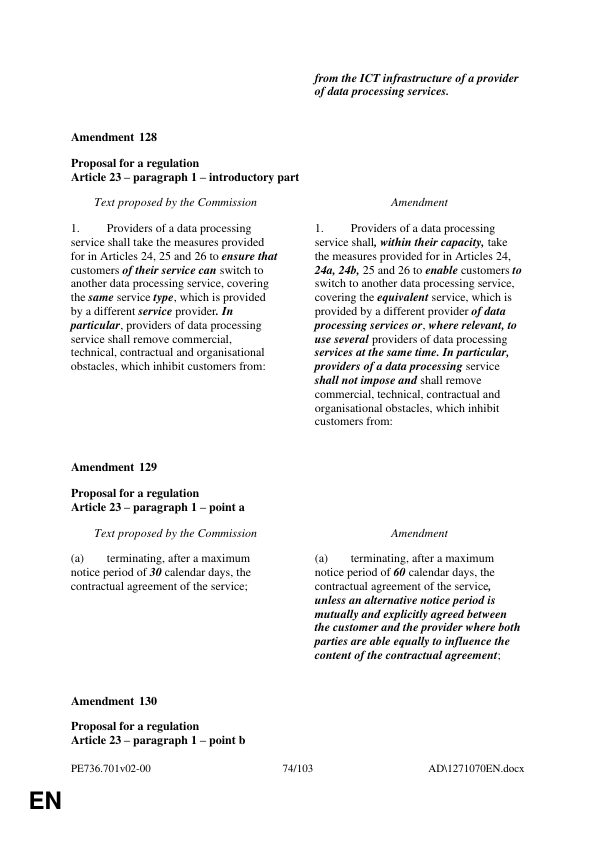 from the ICT infrastructure of a provider
of data processing services.
Amendment 128
Proposal for a regulation
Article 23 – paragraph 1 – introductory part
Text proposed by the Commission
Amendment
1. Providers of a data processing
service shall take the measures provided
for in Articles 24, 25 and 26 to ensure that
customers of their service can switch to
another data processing service, covering
the same service type, which is provided
by a different service provider. In
particular, providers of data processing
service shall remove commercial,
technical, contractual and organisational
obstacles, which inhibit customers from:
1. Providers of a data processing
service shall, within their capacity, take
the measures provided for in Articles 24,
24a, 24b, 25 and 26 to enable customers to
switch to another data processing service,
covering the equivalent service, which is
provided by a different provider of data
processing services or, where relevant, to
use several providers of data processing
services at the same time. In particular,
providers of a data processing service
shall not impose and shall remove
commercial, technical, contractual and
organisational obstacles, which inhibit
customers from:
Amendment 129
Proposal for a regulation
Article 23 – paragraph 1 – point a
Text proposed by the Commission
Amendment
(a) terminating, after a maximum
notice period of 30 calendar days, the
contractual agreement of the service;
(a) terminating, after a maximum
notice period of 60 calendar days, the
contractual agreement of the service,
unless an alternative notice period is
mutually and explicitly agreed between
the customer and the provider where both
parties are able equally to influence the
content of the contractual agreement;
Amendment 130
Proposal for a regulation
Article 23 – paragraph 1 – point b
PE736.701v02-00 74/103 AD\1271070EN.docx
EN